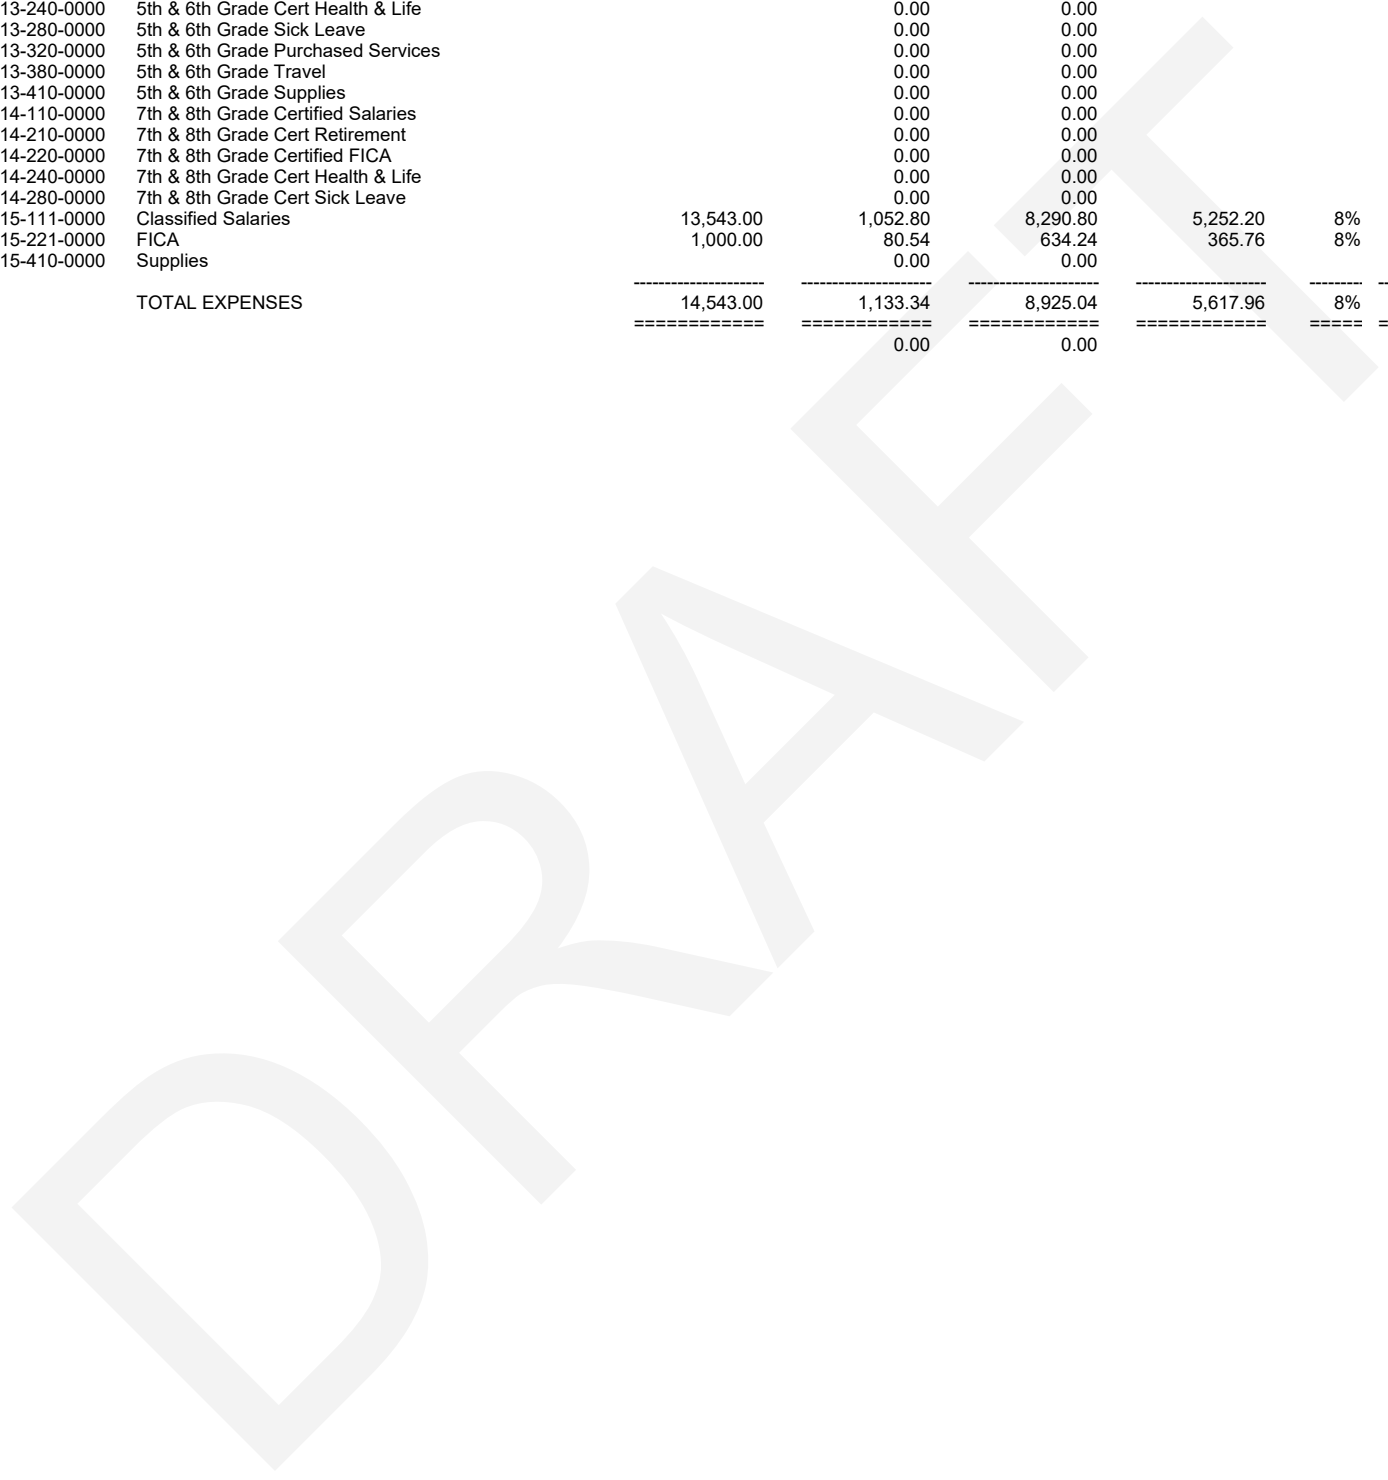 13-240-0000 5th & 6th Grade Cert Health & Life 0.00 0.00
13-280-0000 5th & 6th Grade Sick Leave 0.00 0.00
13-320-0000 5th & 6th Grade Purchased Services 0.00 0.00
13-380-0000 5th & 6th Grade Travel 0.00 0.00
13-410-0000 5th & 6th Grade Supplies 0.00 0.00
14-110-0000 7th & 8th Grade Certified Salaries 0.00 0.00
14-210-0000 7th & 8th Grade Cert Retirement 0.00 0.00
14-220-0000 7th & 8th Grade Certified FICA 0.00 0.00
14-240-0000 7th & 8th Grade Cert Health & Life 0.00 0.00
14-280-0000 7th & 8th Grade Cert Sick Leave 0.00 0.00
15-111-0000 Classified Salaries 13,543.00 1,052.80 8,290.80 5,252.20 8%
15-221-0000 FICA 1,000.00 80.54 634.24 365.76 8%
15-410-0000 Supplies 0.00 0.00
--------------------- --------------------- --------------------- --------------------- -------- --
TOTAL EXPENSES 14,543.00 1,133.34 8,925.04 5,617.96 8%
============ ============ ============ ============ ===== =
0.00 0.00
DRAFT